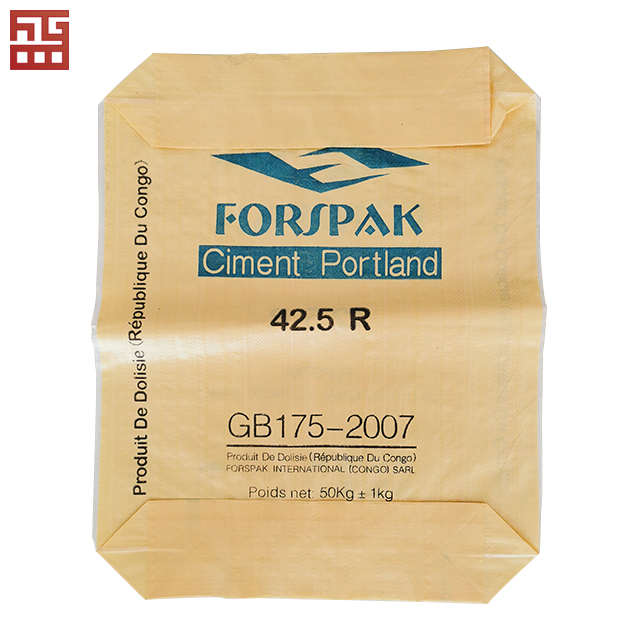 FORSPAK
Ciment Portland
42.5 R
GB175-2007
Produit De Dolisie (République Du Congo)
FORSPAK INTERNATIONAL (CONGO) SARL
Poids net: 50Kg ± 1kg
Produit De Dolisie (République Du Congo)